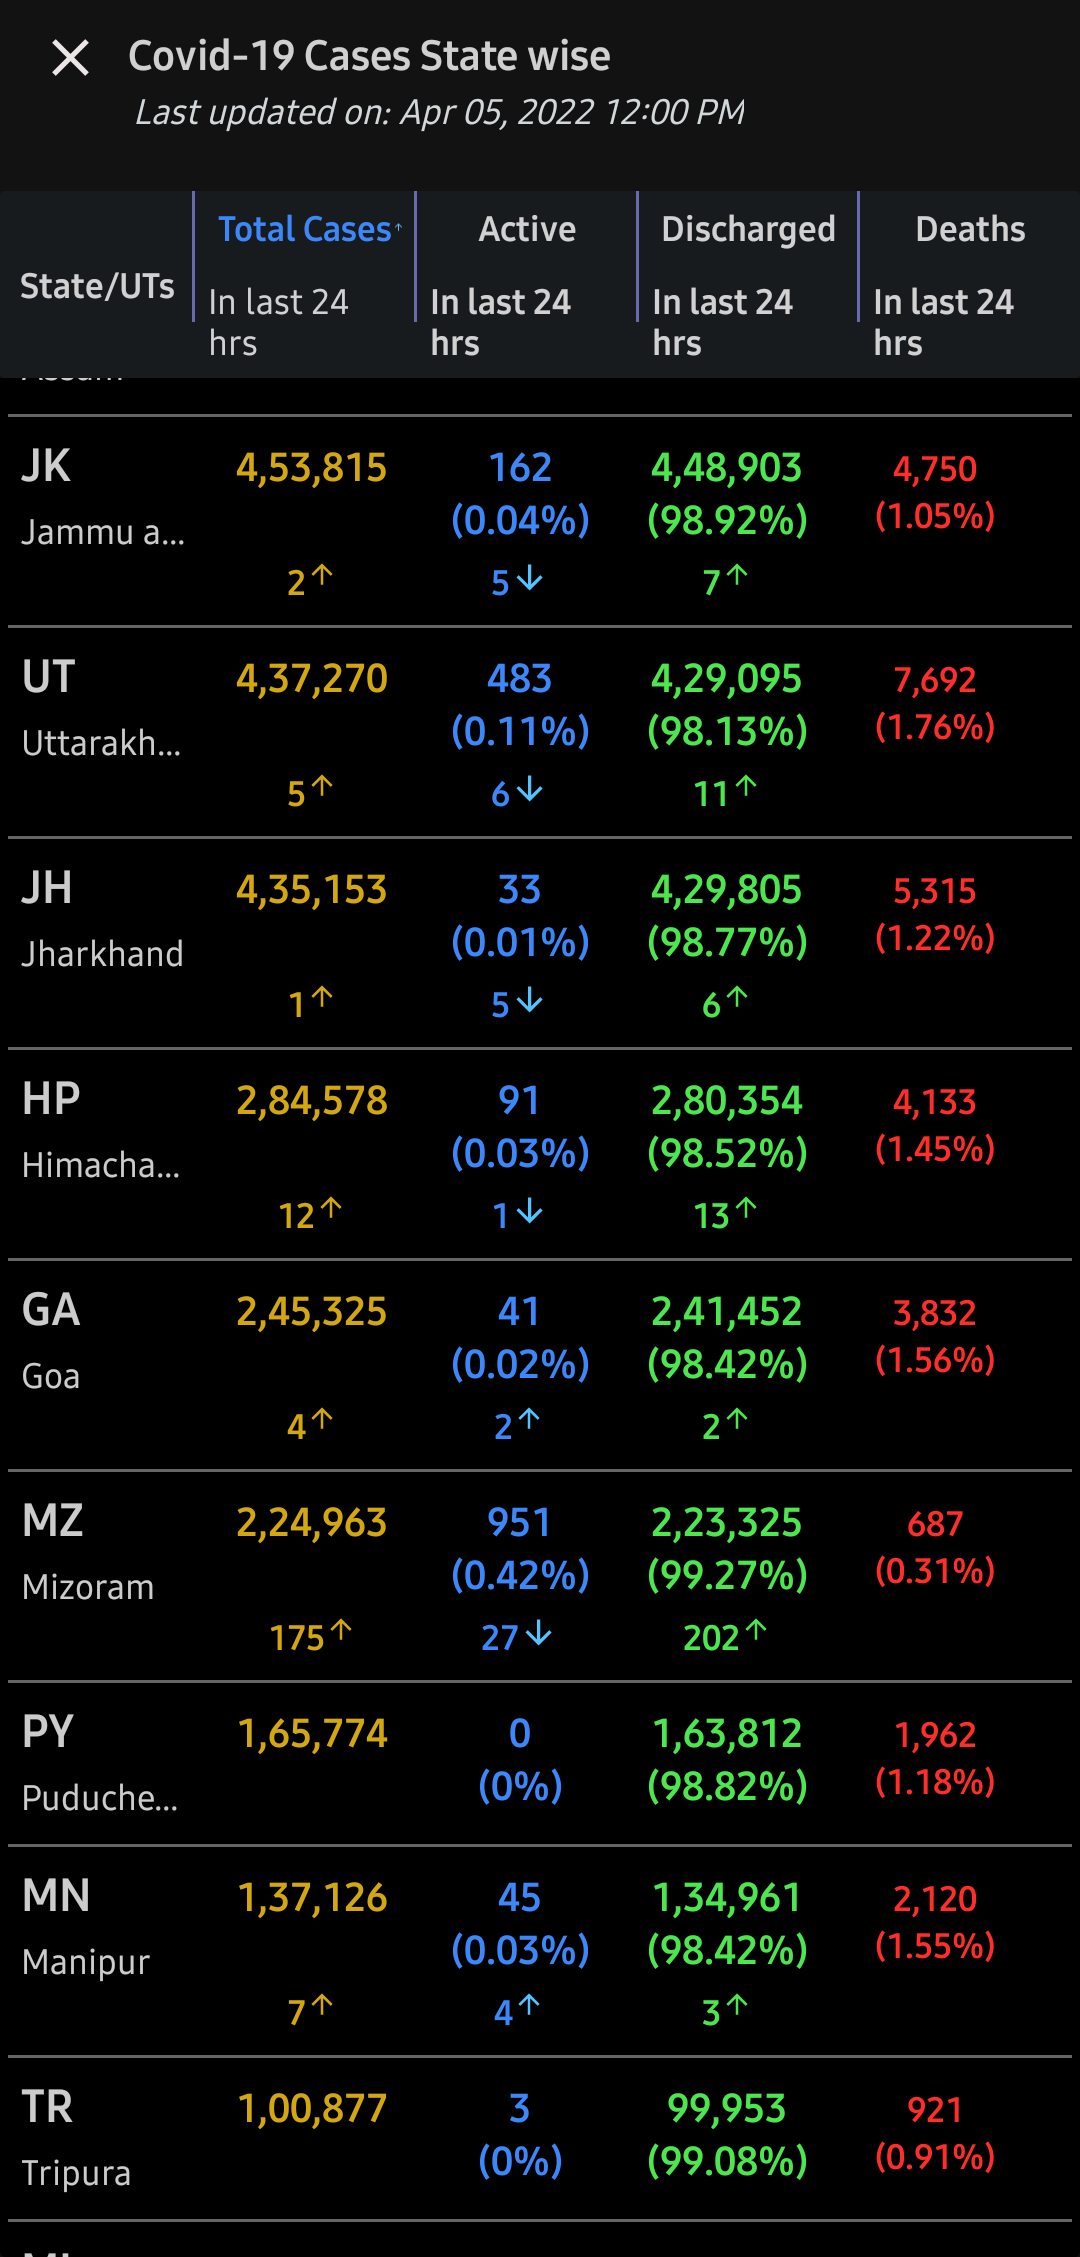 Covid-19 Cases State wise
Last updated on: Apr 05, 2022 12:00 PM
State/UTs
Total Cases↑ Active Discharged Deaths
In last 24 hrs In last 24 hrs In last 24 hrs In last 24 hrs
JK 4,53,815 162 4,48,903 4,750
Jammu a... (0.04%) (98.92%) (1.05%)
2↑ 5↓ 7↑
UT 4,37,270 483 4,29,095 7,692
Uttarakh... (0.11%) (98.13%) (1.76%)
5↑ 6↓ 11↑
JH 4,35,153 33 4,29,805 5,315
Jharkhand (0.01%) (98.77%) (1.22%)
1↑ 5↓ 6↑
HP 2,84,578 91 2,80,354 4,133
Himacha... (0.03%) (98.52%) (1.45%)
12↑ 1↓ 13↑
GA 2,45,325 41 2,41,452 3,832
Goa (0.02%) (98.42%) (1.56%)
4↑ 2↑ 2↑
MZ 2,24,963 951 2,23,325 687
Mizoram (0.42%) (99.27%) (0.31%)
175↑ 27↓ 202↑
PY 1,65,774 0 1,63,812 1,962
Puduche... (0%) (98.82%) (1.18%)
MN 1,37,126 45 1,34,961 2,120
Manipur (0.03%) (98.42%) (1.55%)
7↑ 4↑ 3↑
TR 1,00,877 3 99,953 921
Tripura (0%) (99.08%) (0.91%)